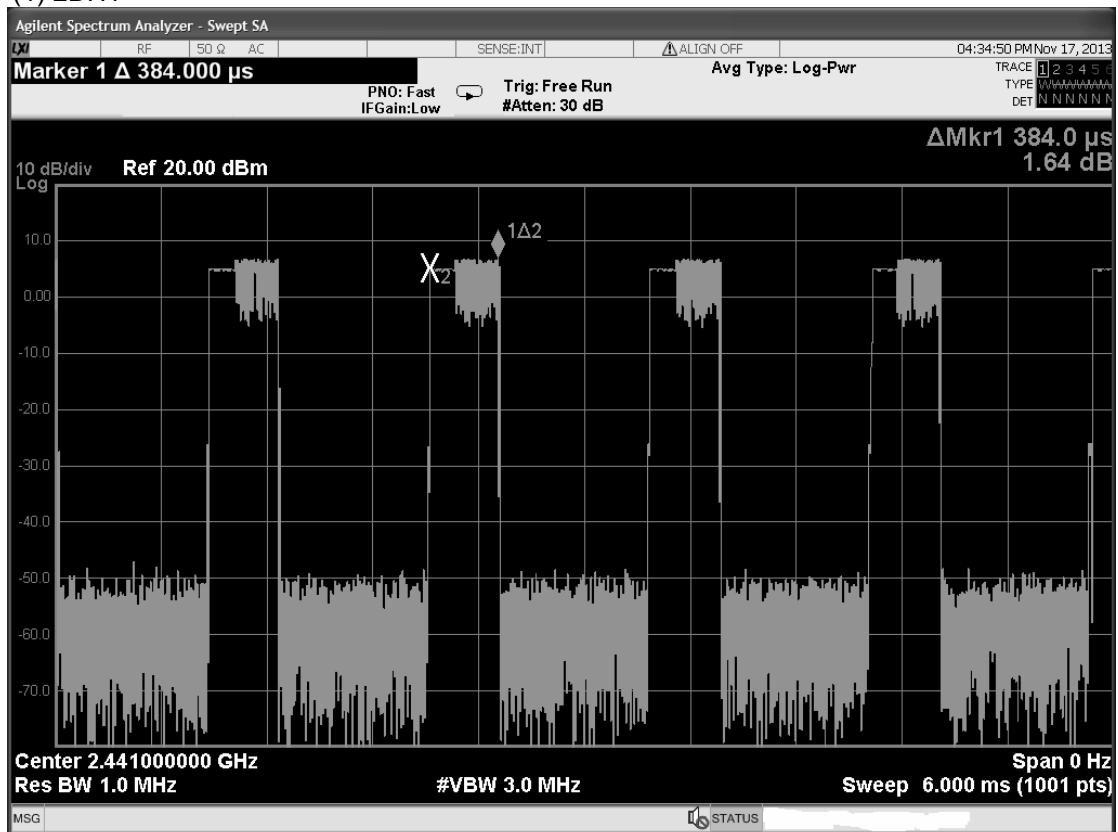 Agilent Spectrum Analyzer - Swept SA
LXI RF 50 Ω AC SENSE:INT ⚠ALIGN OFF 04:34:50 PM Nov 17, 2013
Marker 1 Δ 384.000 µs
PNO: Fast
IFGain:Low
Trig: Free Run
#Atten: 30 dB
Avg Type: Log-Pwr
TRACE 1 2 3 4 5 6
TYPE WWWWWW
DET N N N N N N
ΔMkr1 384.0 µs
1.64 dB
10 dB/div Ref 20.00 dBm
Log
1Δ2
X2
10.0
0.00
-10.0
-20.0
-30.0
-40.0
-50.0
-60.0
-70.0
Center 2.441000000 GHz Span 0 Hz
Res BW 1.0 MHz #VBW 3.0 MHz Sweep 6.000 ms (1001 pts)
MSG STATUS